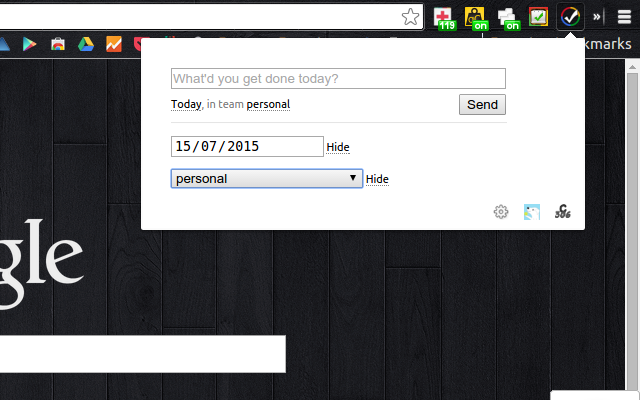 119
on
on
»
kmarks
What'd you get done today?
Today, in team personal
Send
15/07/2015
Hide
personal
Hide
gle